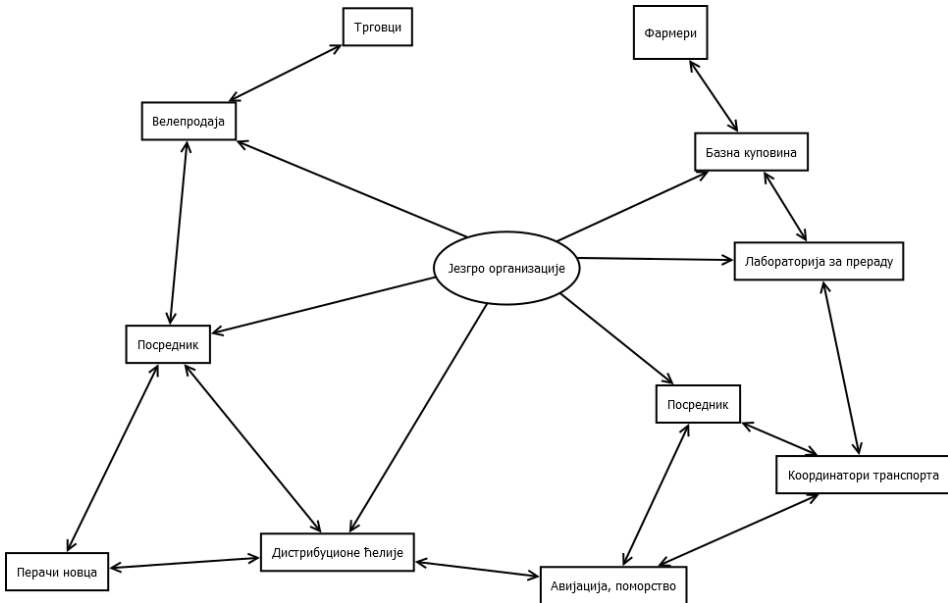 Трговци
Фармери
Велепродаја
Базна куповина
Језгро организације
Лабораторија за прераду
Посредник
Посредник
Координатори транспорта
Дистрибуционе ћелије
Перачи новца
Авијација, поморство